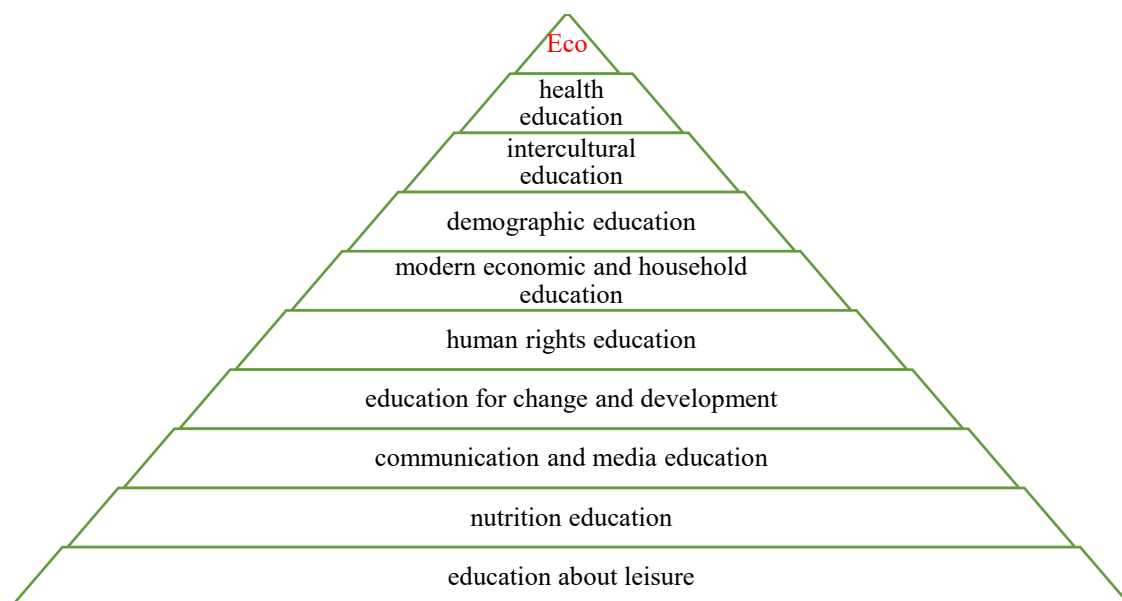 Eco
health
education
intercultural
education
demographic education
modern economic and household
education
human rights education
education for change and development
communication and media education
nutrition education
education about leisure